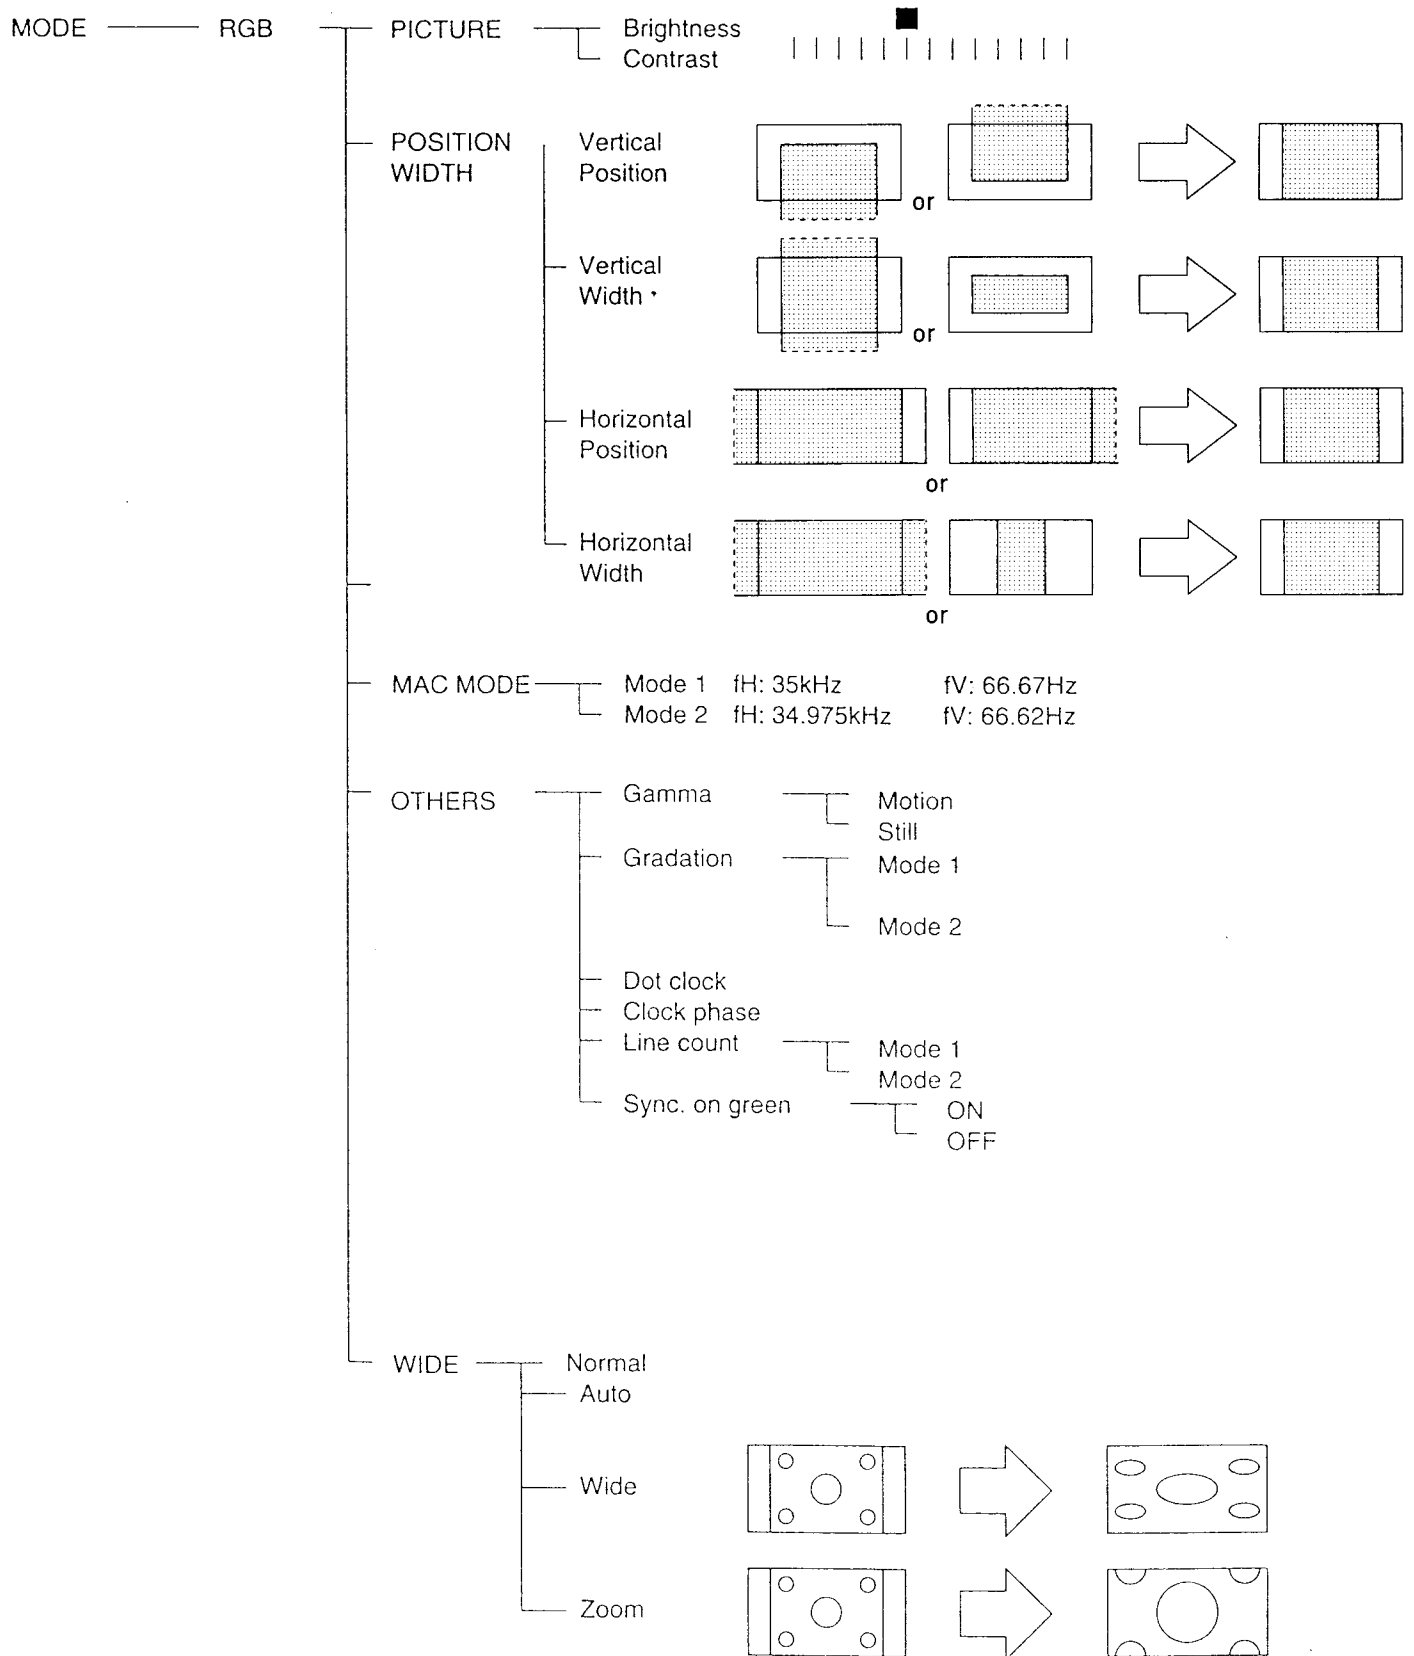 MODE RGB PICTURE Brightness
Contrast
POSITION
WIDTH
Vertical
Position
or
Vertical
Width
or
Horizontal
Position
or
Horizontal
Width
or
MAC MODE Mode 1 fH: 35kHz fV: 66.67Hz
Mode 2 fH: 34.975kHz fV: 66.62Hz
OTHERS Gamma Motion
Still
Gradation Mode 1
Mode 2
Dot clock
Clock phase
Line count Mode 1
Mode 2
Sync. on green ON
OFF
WIDE Normal
Auto
Wide
Zoom